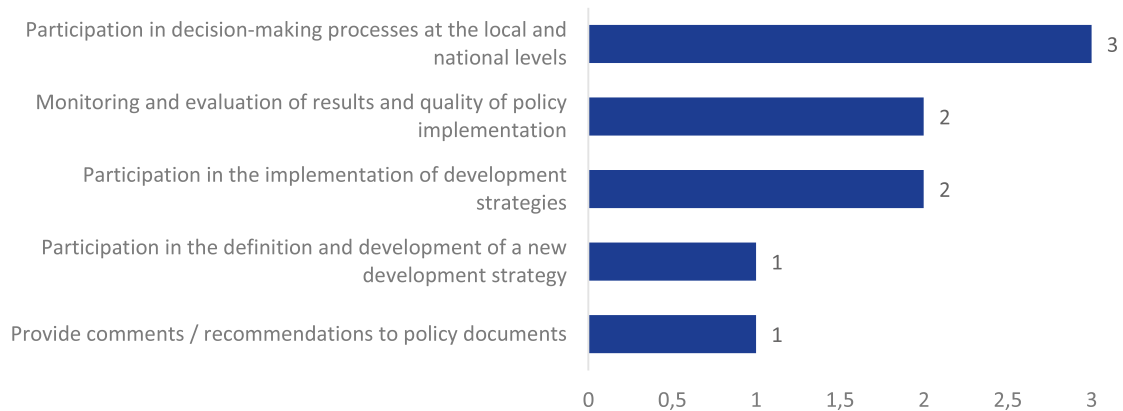 Participation in decision-making processes at the local and
national levels
3
Monitoring and evaluation of results and quality of policy
implementation
2
Participation in the implementation of development
strategies
2
Participation in the definition and development of a new
development strategy
1
Provide comments / recommendations to policy documents
1
0 0,5 1 1,5 2 2,5 3